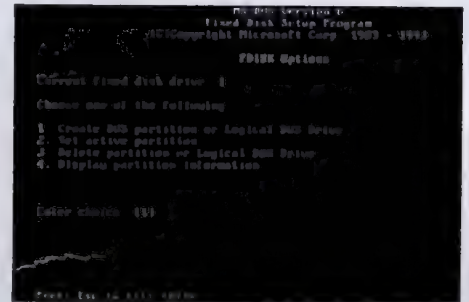 MS-DOS Version 6
Fixed Disk Setup Program
(C)Copyright Microsoft Corp. 1983 - 1993
FDISK Options
Current fixed disk drive: 1
Choose one of the following:
1. Create DOS partition or Logical DOS Drive
2. Set active partition
3. Delete partition or Logical DOS Drive
4. Display partition information
Enter choice: [3]
Press Esc to exit FDISK